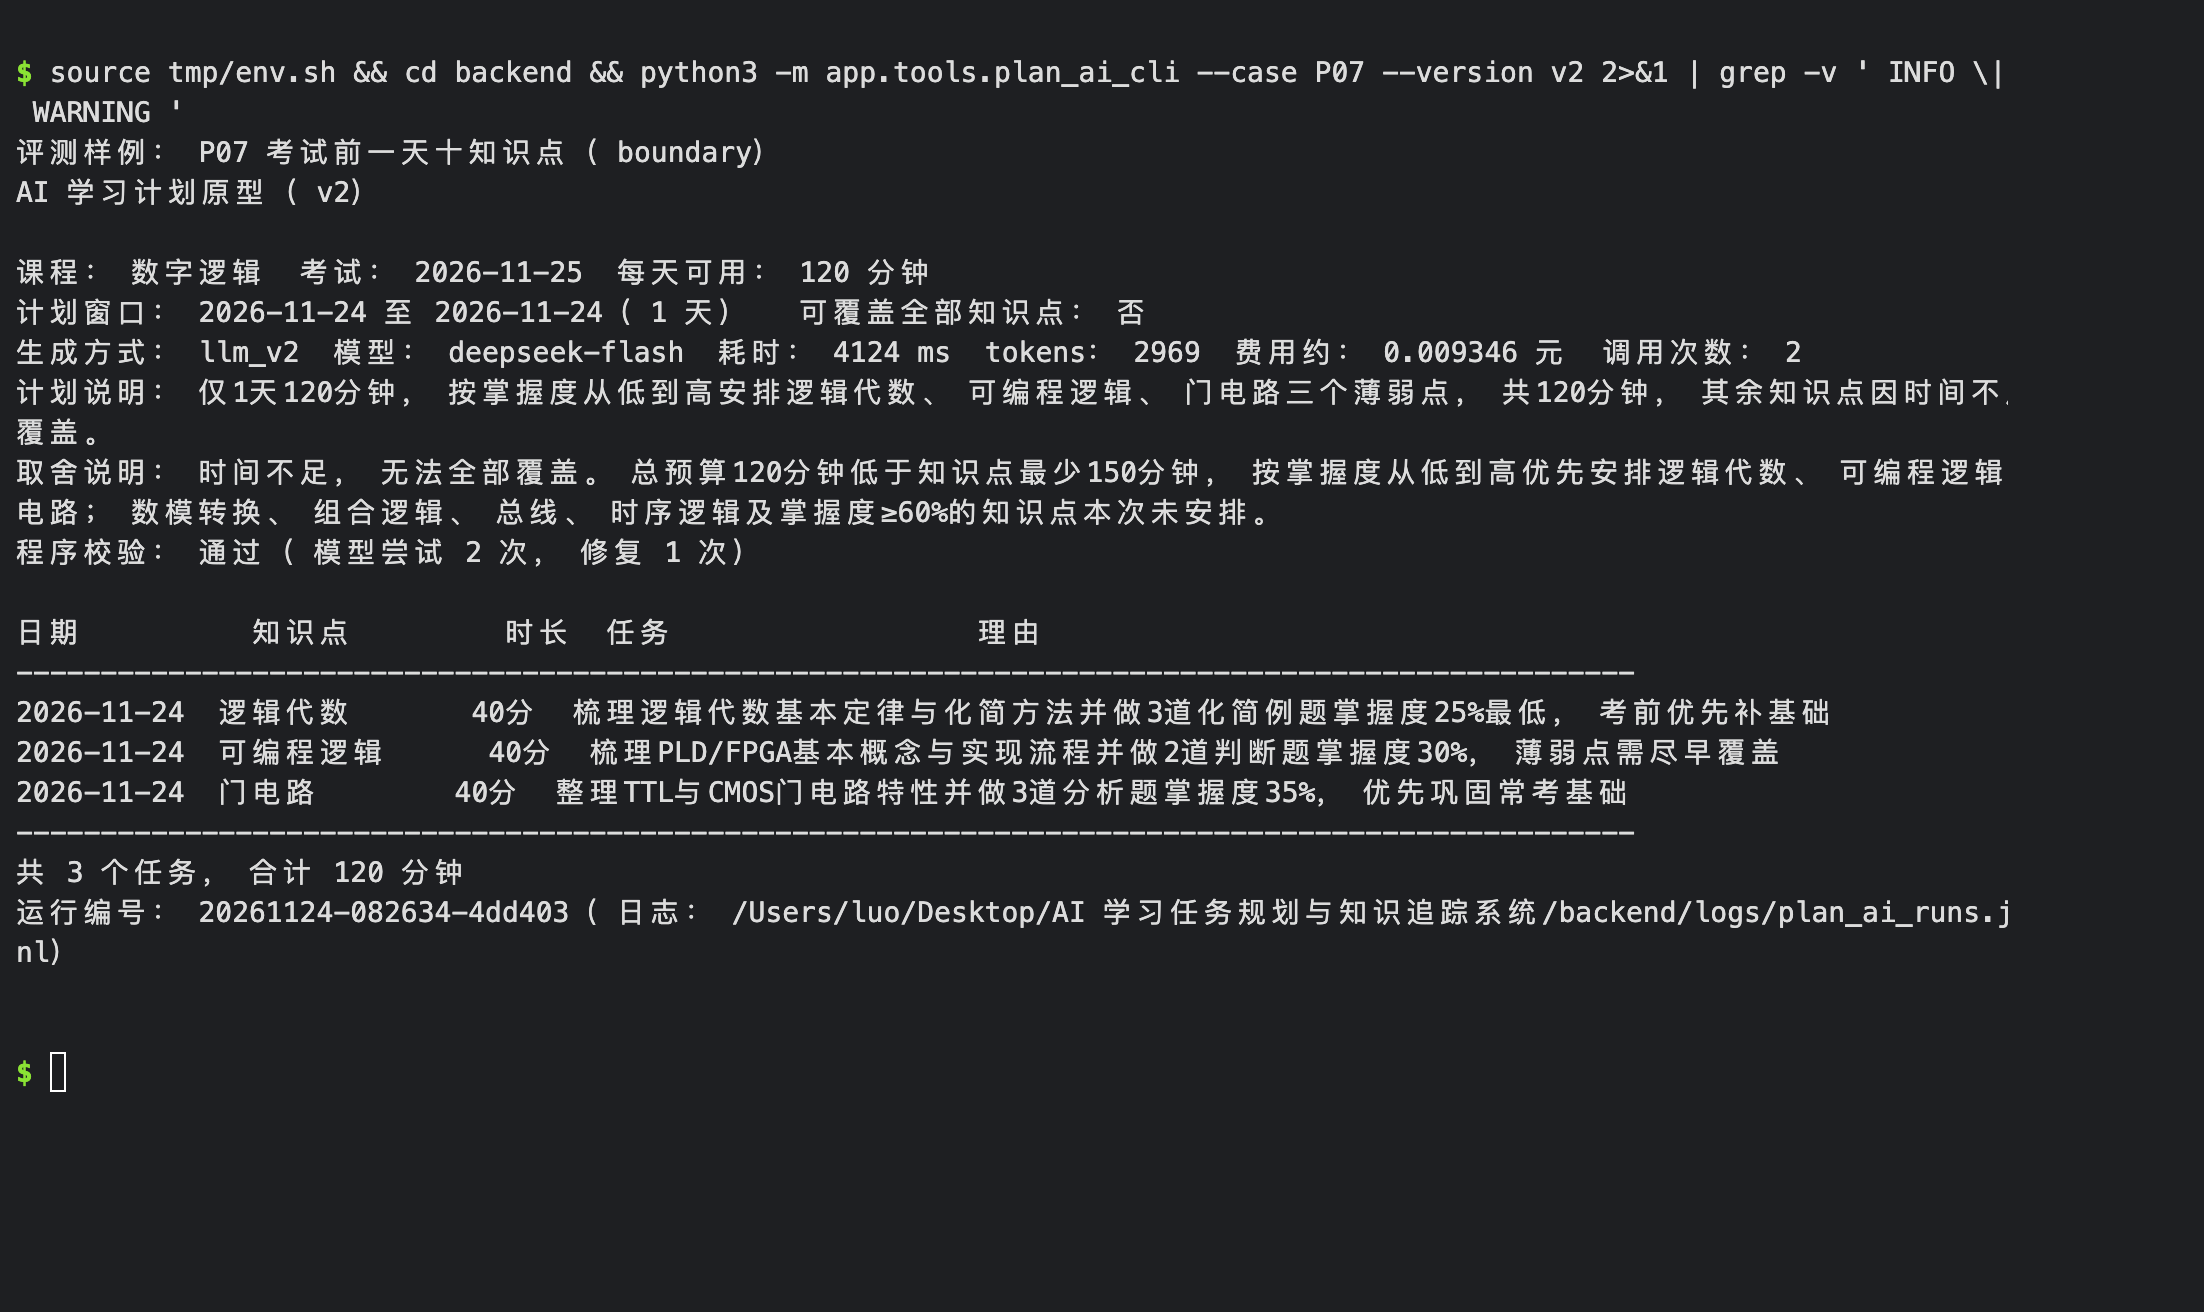 $ source tmp/env.sh && cd backend && python3 -m app.tools.plan_ai_cli --case P07 --version v2 2>&1 | grep -v ' INFO \|
WARNING '
评测样例： P07 考试前一天十知识点（ boundary）
AI 学习计划原型（ v2）
课程： 数字逻辑 考试： 2026-11-25 每天可用： 120 分钟
计划窗口： 2026-11-24 至 2026-11-24（ 1 天） 可覆盖全部知识点： 否
生成方式： llm_v2 模型： deepseek-flash 耗时： 4124 ms tokens： 2969 费用约： 0.009346 元 调用次数： 2
计划说明： 仅1天120分钟， 按掌握度从低到高安排逻辑代数、 可编程逻辑、 门电路三个薄弱点， 共120分钟， 其余知识点因时间不
覆盖。
取舍说明： 时间不足， 无法全部覆盖。 总预算120分钟低于知识点最少150分钟， 按掌握度从低到高优先安排逻辑代数、 可编程逻辑
电路； 数模转换、 组合逻辑、 总线、 时序逻辑及掌握度≥60%的知识点本次未安排。
程序校验： 通过（ 模型尝试 2 次， 修复 1 次）
日期 知识点 时长 任务 理由
------------------------------------------------------------------------------------------------
2026-11-24 逻辑代数 40分 梳理逻辑代数基本定律与化简方法并做3道化简例题掌握度25%最低， 考前优先补基础
2026-11-24 可编程逻辑 40分 梳理PLD/FPGA基本概念与实现流程并做2道判断题掌握度30%， 薄弱点需尽早覆盖
2026-11-24 门电路 40分 整理TTL与CMOS门电路特性并做3道分析题掌握度35%， 优先巩固常考基础
------------------------------------------------------------------------------------------------
共 3 个任务， 合计 120 分钟
运行编号： 20261124-082634-4dd403（ 日志： /Users/luo/Desktop/AI 学习任务规划与知识追踪系统/backend/logs/plan_ai_runs.j
nl）
$